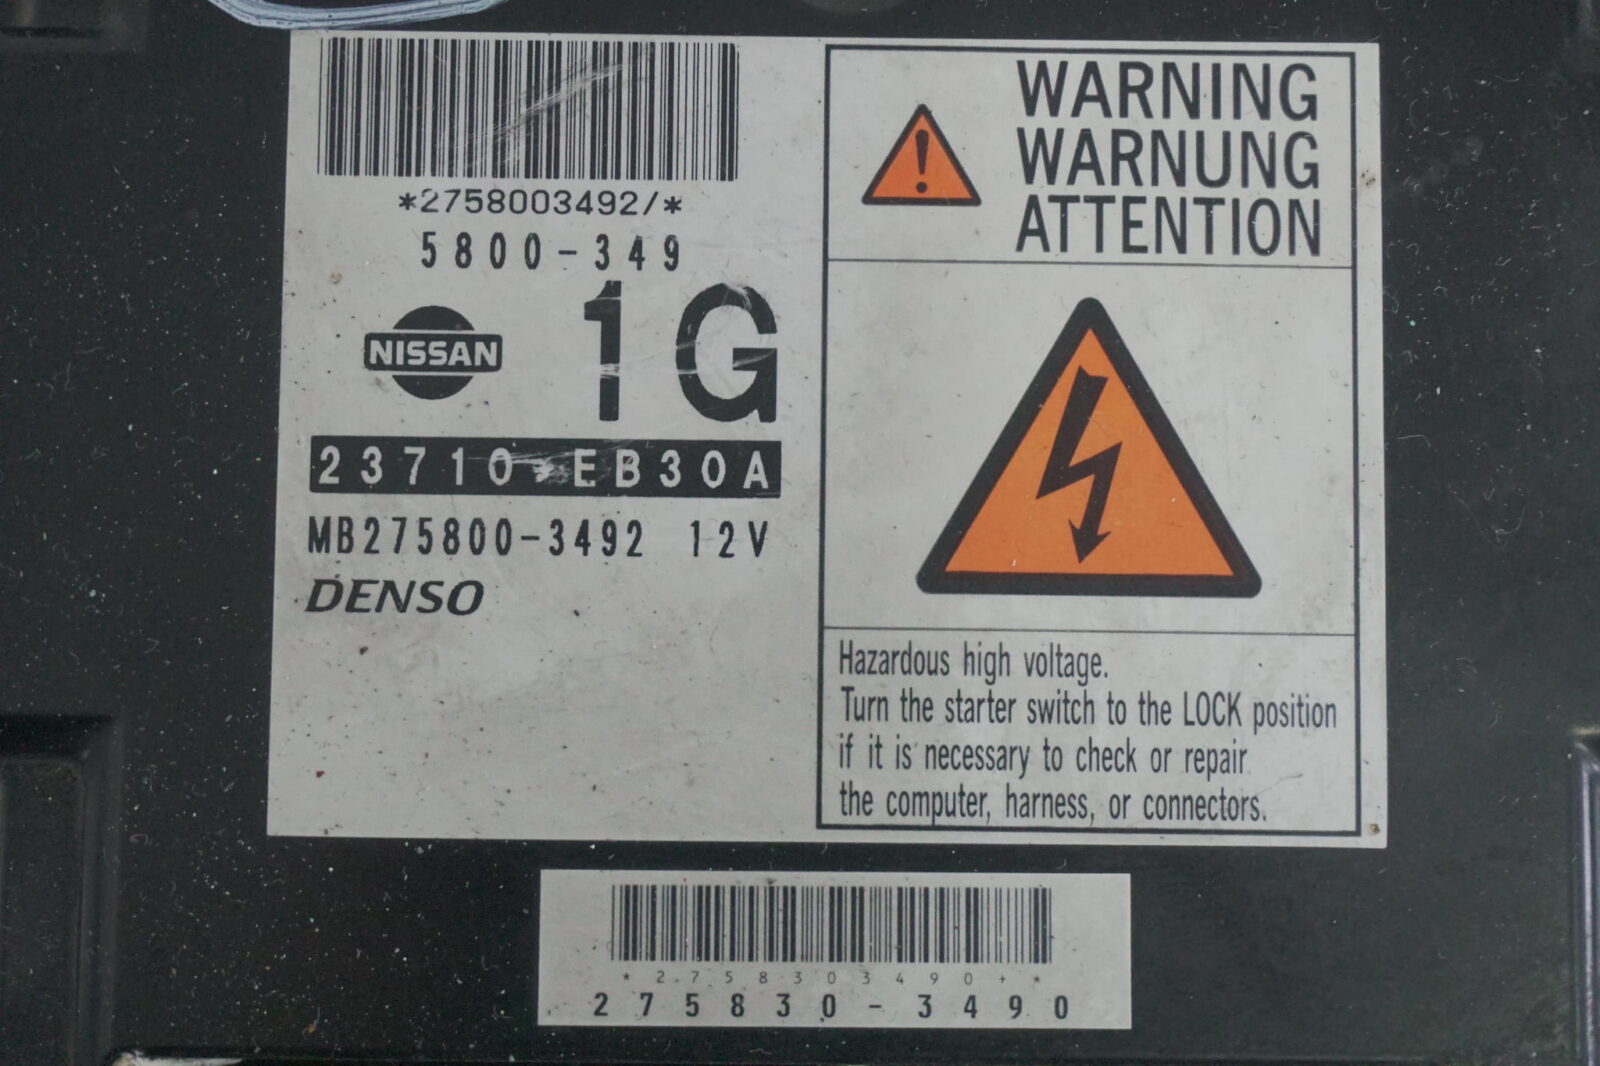 *2758003492/*
5800-349
NISSAN
1G
23710-EB30A
MB275800-3492 12V
DENSO
WARNING
WARNUNG
ATTENTION
Hazardous high voltage.
Turn the starter switch to the LOCK position
if it is necessary to check or repair
the computer, harness, or connectors.
*2758303490+*
275830-3490